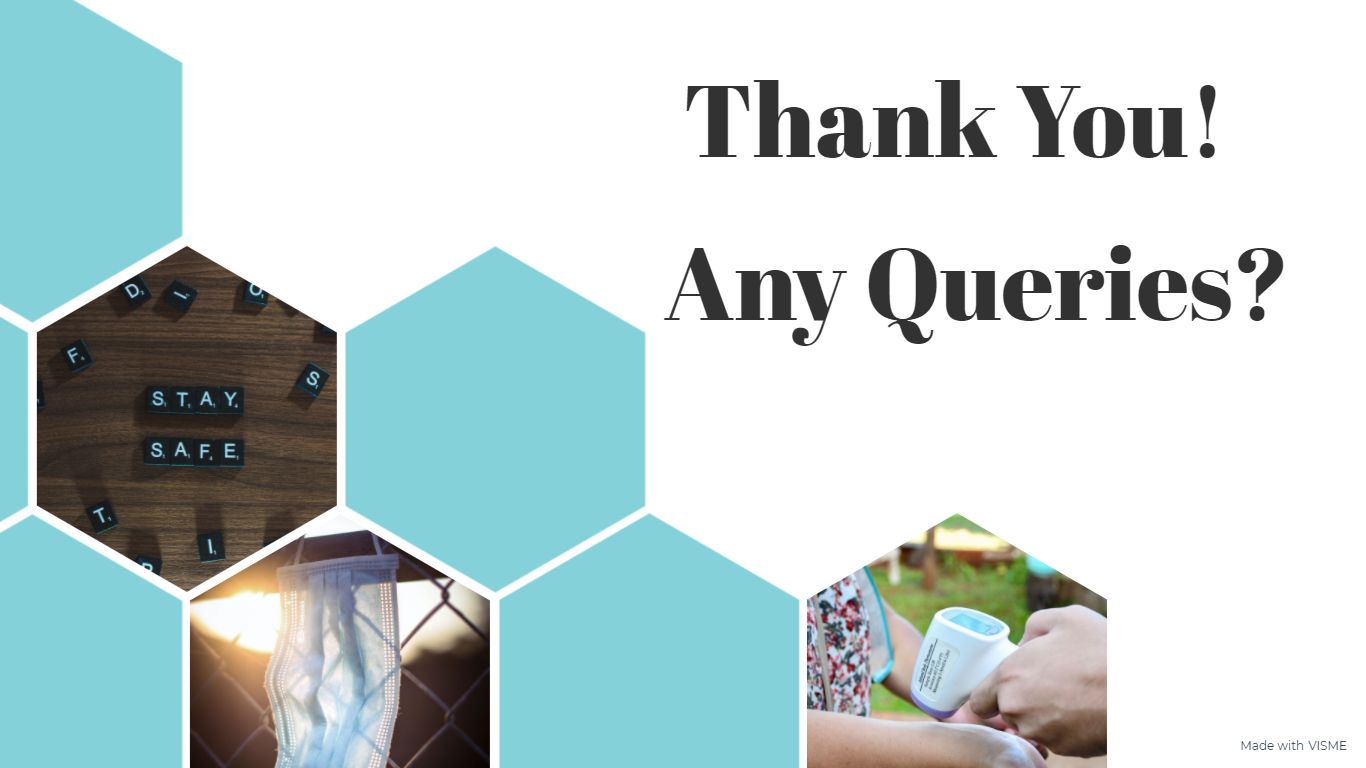 Thank You!
Any Queries?
D I
F
S
STAY
SAFE
T
I
Made with VISME